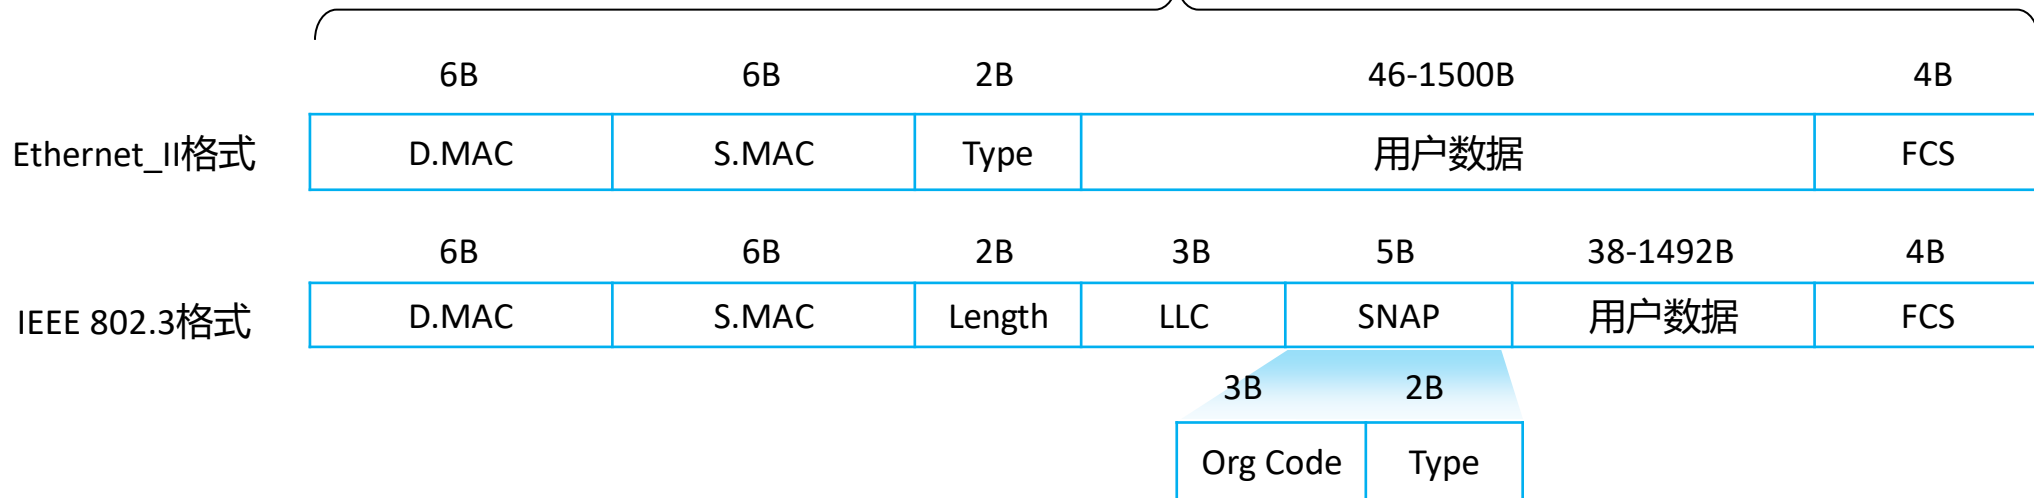 6B 6B 2B 46-1500B 4B
Ethernet_II格式 D.MAC S.MAC Type 用户数据 FCS
6B 6B 2B 3B 5B 38-1492B 4B
IEEE 802.3格式 D.MAC S.MAC Length LLC SNAP 用户数据 FCS
3B 2B
Org Code Type